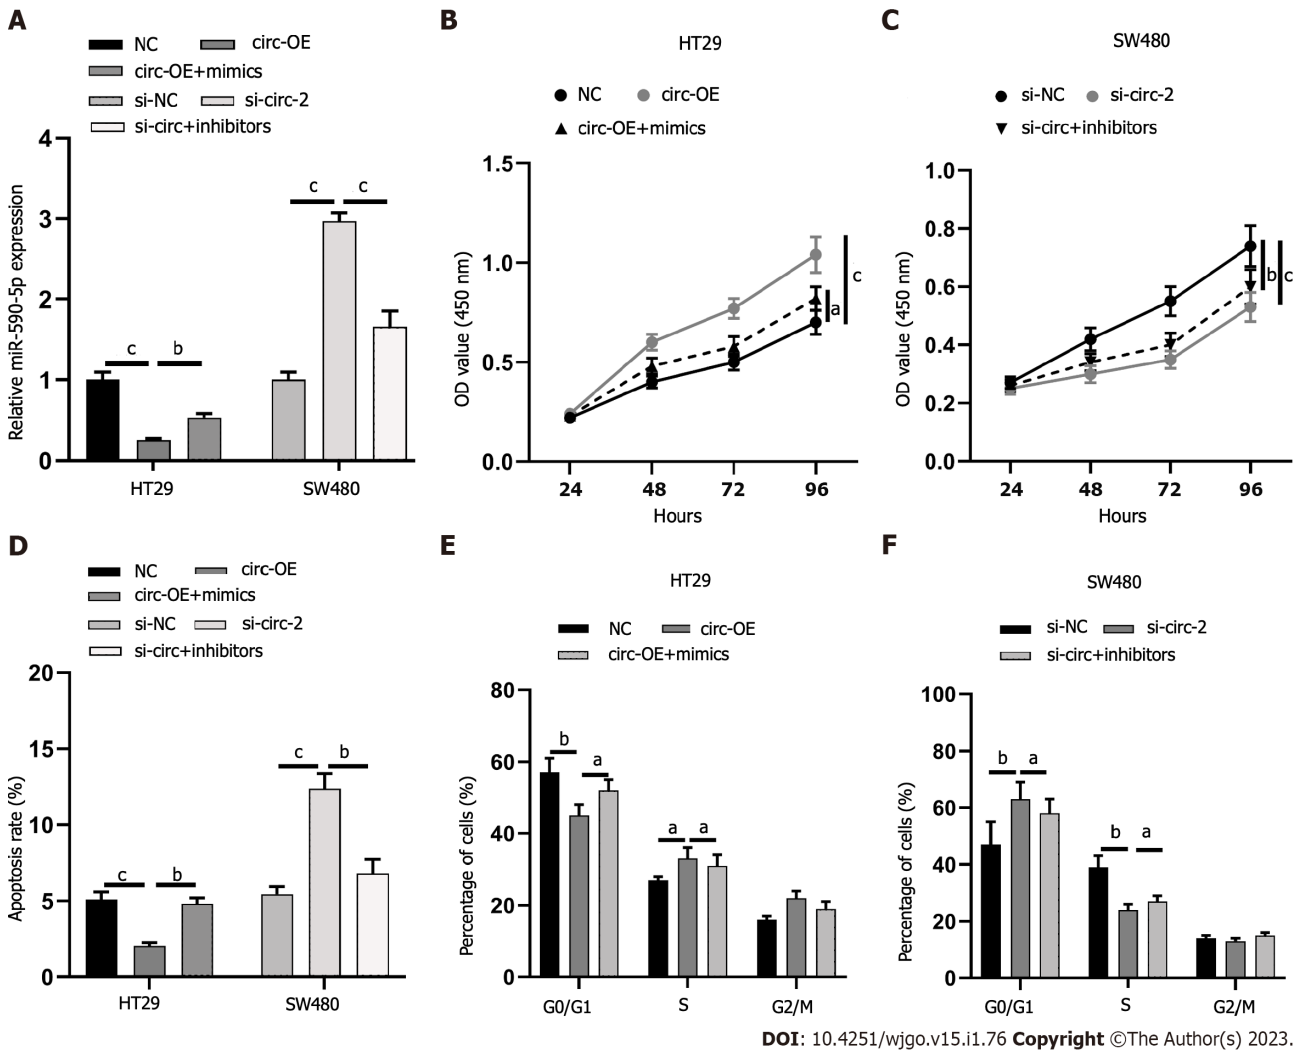 A
NC circ-OE
circ-OE+mimics
si-NC si-circ-2
si-circ+inhibitors
Relative miR-590-5p expression
4
3
2
1
0
c b c c
HT29 SW480
B
HT29
NC circ-OE
circ-OE+mimics
OD value (450 nm)
1.5
1.0
0.5
0.0
a c
24 48 72 96
Hours
C
SW480
si-NC si-circ-2
si-circ+inhibitors
OD value (450 nm)
1.0
0.8
0.6
0.4
0.2
0.0
b c
24 48 72 96
Hours
D
NC circ-OE
circ-OE+mimics
si-NC si-circ-2
si-circ+inhibitors
Apoptosis rate (%)
20
15
10
5
0
c b c b
HT29 SW480
E
HT29
NC circ-OE
circ-OE+mimics
Percentage of cells (%)
80
60
40
20
0
b a a a
G0/G1 S G2/M
F
SW480
si-NC si-circ-2
si-circ+inhibitors
Percentage of cells (%)
100
80
60
40
20
0
b a b a
G0/G1 S G2/M
DOI: 10.4251/wjgo.v15.i1.76 Copyright ©The Author(s) 2023.